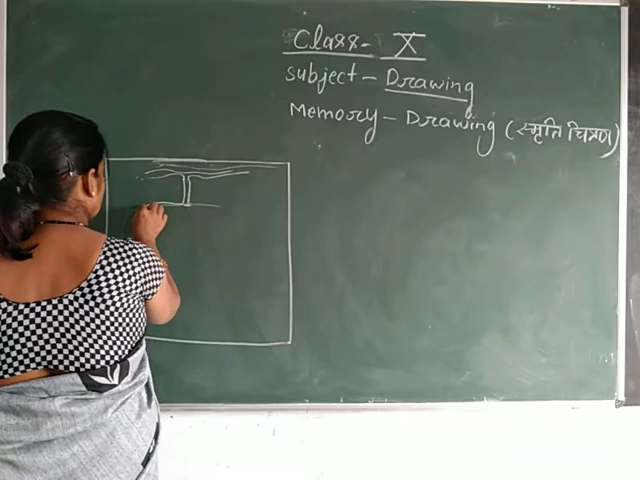 Class- X
subject - Drawing
Memory - Drawing (स्मृति चित्रण)